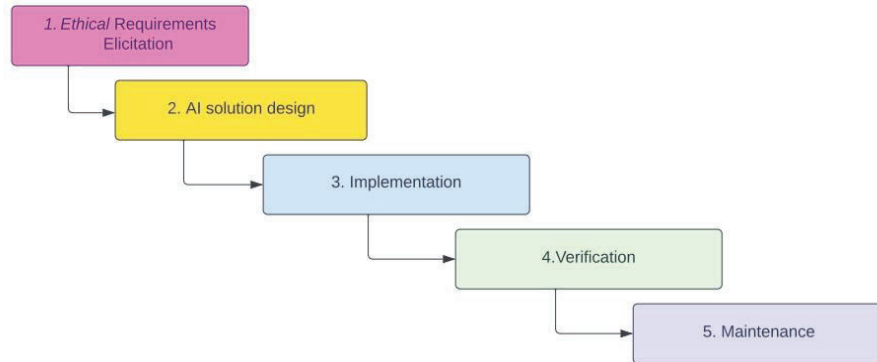 1. Ethical Requirements
Elicitation
2. AI solution design
3. Implementation
4.Verification
5. Maintenance